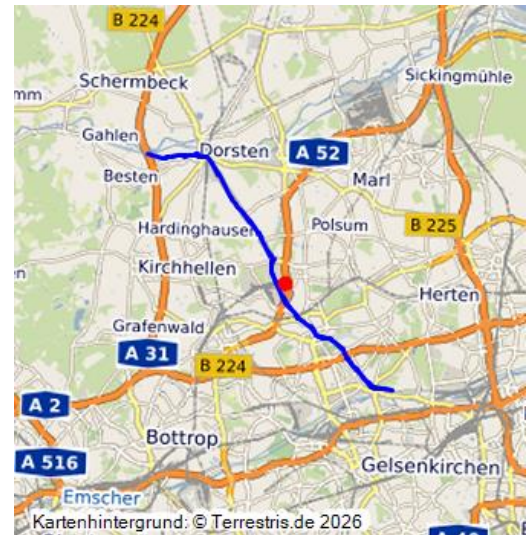 B 224
Schermbeck
Sickingmühle
mm
Gahlen
Dorsten
A 52
Besten
Marl
Hardinghausen
Polsum
B 225
en
Kirchhellen
Herten
Grafenwald
A 31
B 224
A 2
Bottrop
A 516
Gelsenkirchen
Emscher
Kartenhintergrund: © Terrestris.de 2026